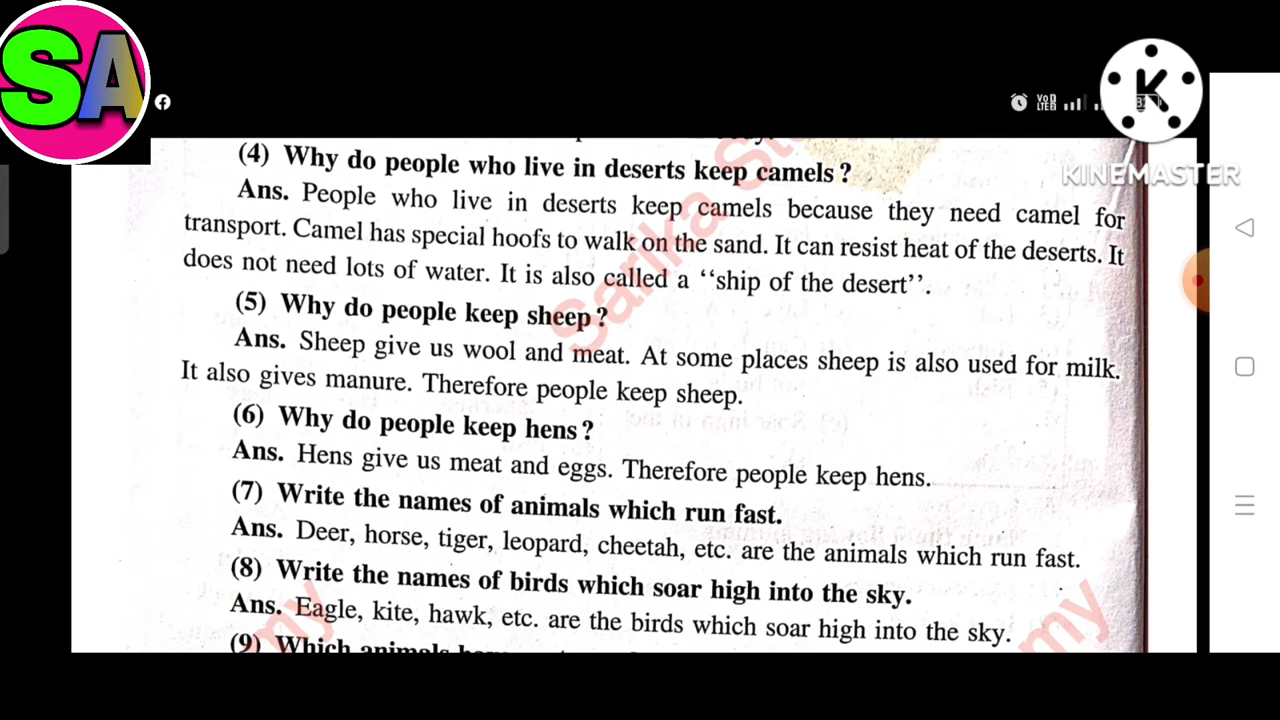 SA
VoD
LTE
K
KINEMASTER
(4) Why do people who live in deserts keep camels?
Ans. People who live in deserts keep camels because they need camel for
transport. Camel has special hoofs to walk on the sand. It can resist heat of the deserts. It
does not need lots of water. It is also called a ‘‘ship of the desert’’.
(5) Why do people keep sheep?
Ans. Sheep give us wool and meat. At some places sheep is also used for milk.
It also gives manure. Therefore people keep sheep.
(6) Why do people keep hens?
Ans. Hens give us meat and eggs. Therefore people keep hens.
(7) Write the names of animals which run fast.
Ans. Deer, horse, tiger, leopard, cheetah, etc. are the animals which run fast.
(8) Write the names of birds which soar high into the sky.
Ans. Eagle, kite, hawk, etc. are the birds which soar high into the sky.
(9) Which animals
Sarika
my
my